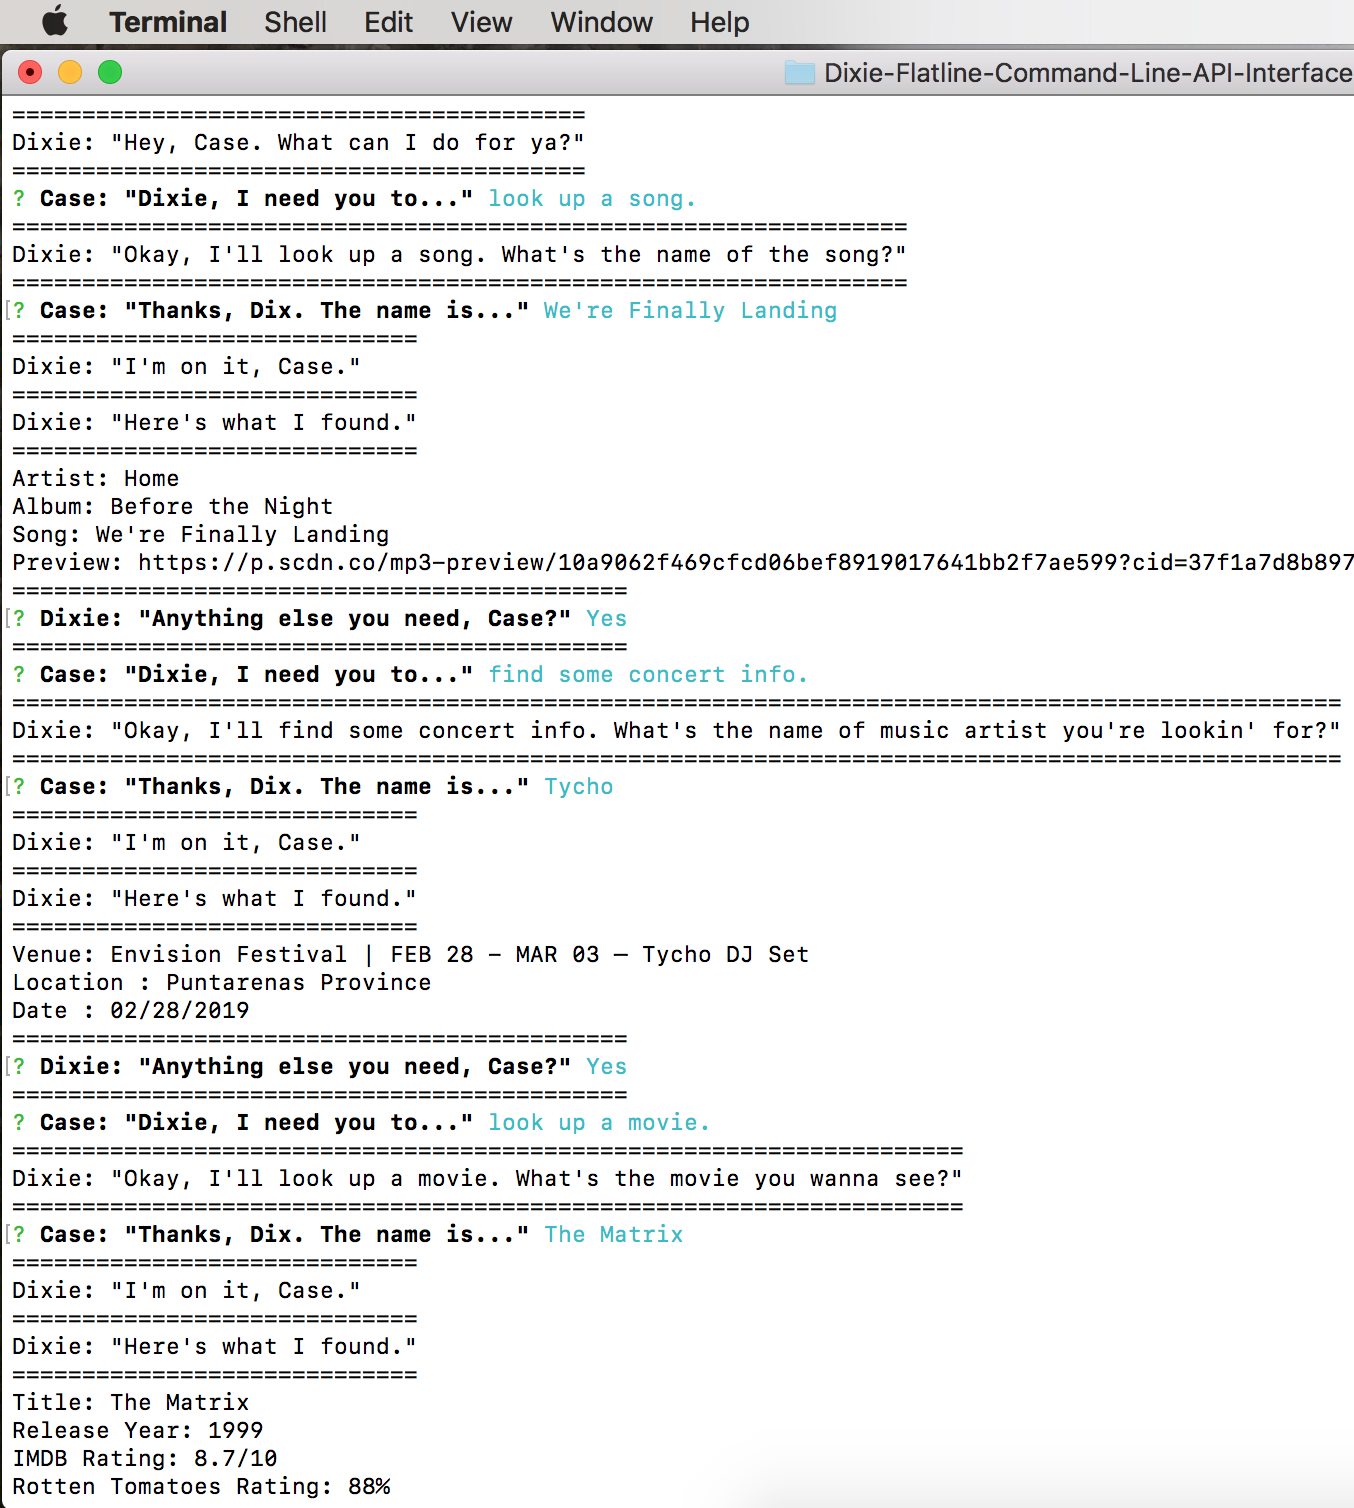 Terminal Shell Edit View Window Help
Dixie-Flatline-Command-Line-API-Interface
=========================================
Dixie: "Hey, Case. What can I do for ya?"
=========================================
? Case: "Dixie, I need you to..." look up a song.
================================================================
Dixie: "Okay, I'll look up a song. What's the name of the song?"
================================================================
[? Case: "Thanks, Dix. The name is..." We're Finally Landing
=============================
Dixie: "I'm on it, Case."
=============================
Dixie: "Here's what I found."
=============================
Artist: Home
Album: Before the Night
Song: We're Finally Landing
Preview: https://p.scdn.co/mp3-preview/10a9062f469cfcd06bef8919017641bb2f7ae599?cid=37f1a7d8b897
============================================
[? Dixie: "Anything else you need, Case?" Yes
============================================
? Case: "Dixie, I need you to..." find some concert info.
===============================================================================================
Dixie: "Okay, I'll find some concert info. What's the name of music artist you're lookin' for?"
===============================================================================================
[? Case: "Thanks, Dix. The name is..." Tycho
=============================
Dixie: "I'm on it, Case."
=============================
Dixie: "Here's what I found."
=============================
Venue: Envision Festival | FEB 28 – MAR 03 — Tycho DJ Set
Location : Puntarenas Province
Date : 02/28/2019
============================================
[? Dixie: "Anything else you need, Case?" Yes
============================================
? Case: "Dixie, I need you to..." look up a movie.
====================================================================
Dixie: "Okay, I'll look up a movie. What's the movie you wanna see?"
====================================================================
[? Case: "Thanks, Dix. The name is..." The Matrix
=============================
Dixie: "I'm on it, Case."
=============================
Dixie: "Here's what I found."
=============================
Title: The Matrix
Release Year: 1999
IMDB Rating: 8.7/10
Rotten Tomatoes Rating: 88%